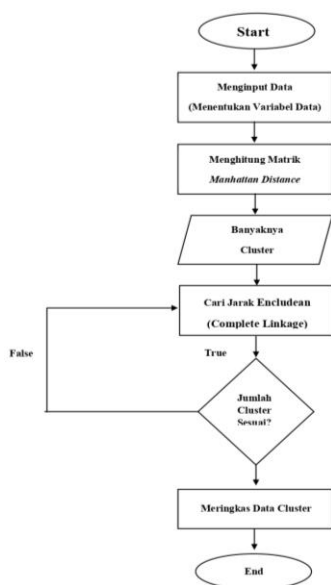 Start
Menginput Data
(Menentukan Variabel Data)
Menghitung Matrik
Manhattan Distance
Banyaknya
Cluster
Cari Jarak Encludean
(Complete Linkage)
False
True
Jumlah
Cluster
Sesuai?
Meringkas Data Cluster
End